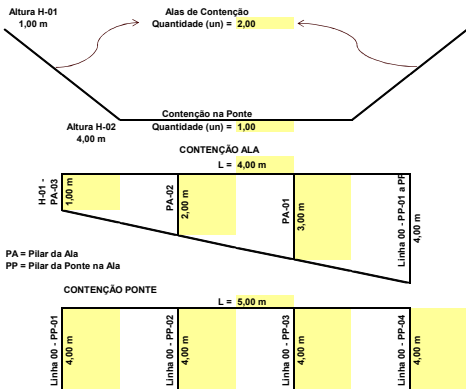 Altura H-01
1,00 m
Alas de Contenção
Quantidade (un) = 2,00
Contenção na Ponte
Altura H-02
4,00 m
Quantidade (un) = 1,00
CONTENÇÃO ALA
L = 4,00 m
H-01 -
PA-03
1,00 m
PA-02
2,00 m
PA-01
3,00 m
Linha 00 - PP-01 a PP
4,00 m
PA = Pilar da Ala
PP = Pilar da Ponte na Ala
CONTENÇÃO PONTE
L = 5,00 m
Linha 00 - PP-01
4,00 m
Linha 00 - PP-02
4,00 m
Linha 00 - PP-03
4,00 m
Linha 00 - PP-04
4,00 m